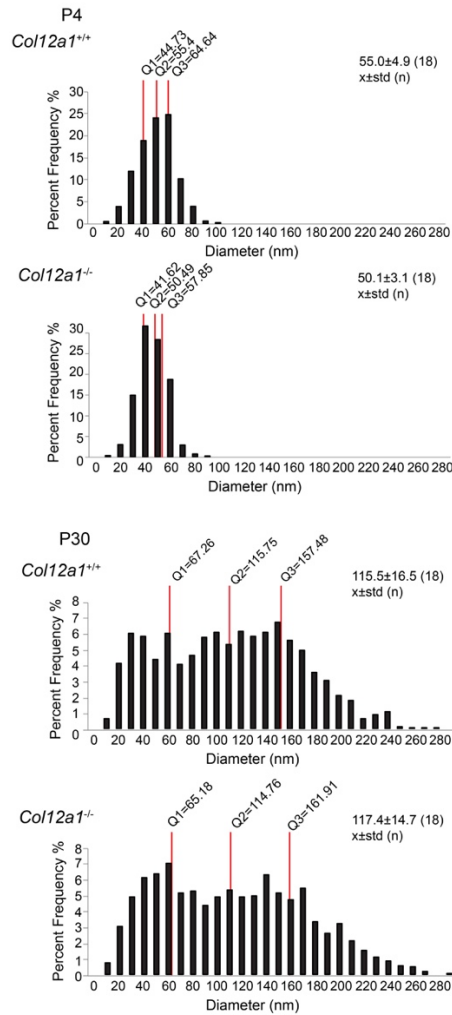 P4
Col12a1+/+
Q1=44.73
Q2=55.4
Q3=64.64
55.0±4.9 (18)
x±std (n)
Percent Frequency %
30
25
20
15
10
5
0
0 20 40 60 80 100 120 140 160 180 200 220 240 260 280
Diameter (nm)
Col12a1-/-
Q1=41.62
Q2=50.49
Q3=57.85
50.1±3.1 (18)
x±std (n)
Percent Frequency %
30
25
20
15
10
5
0
0 20 40 60 80 100 120 140 160 180 200 220 240 260 280
Diameter (nm)
P30
Col12a1+/+
Q1=67.26
Q2=115.75
Q3=157.48
115.5±16.5 (18)
x±std (n)
Percent Frequency %
8
7
6
5
4
3
2
1
0
0 20 40 60 80 100 120 140 160 180 200 220 240 260 280
Diameter (nm)
Col12a1-/-
Q1=65.18
Q2=114.76
Q3=161.91
117.4±14.7 (18)
x±std (n)
Percent Frequency %
8
7
6
5
4
3
2
1
0
0 20 40 60 80 100 120 140 160 180 200 220 240 260 280
Diameter (nm)